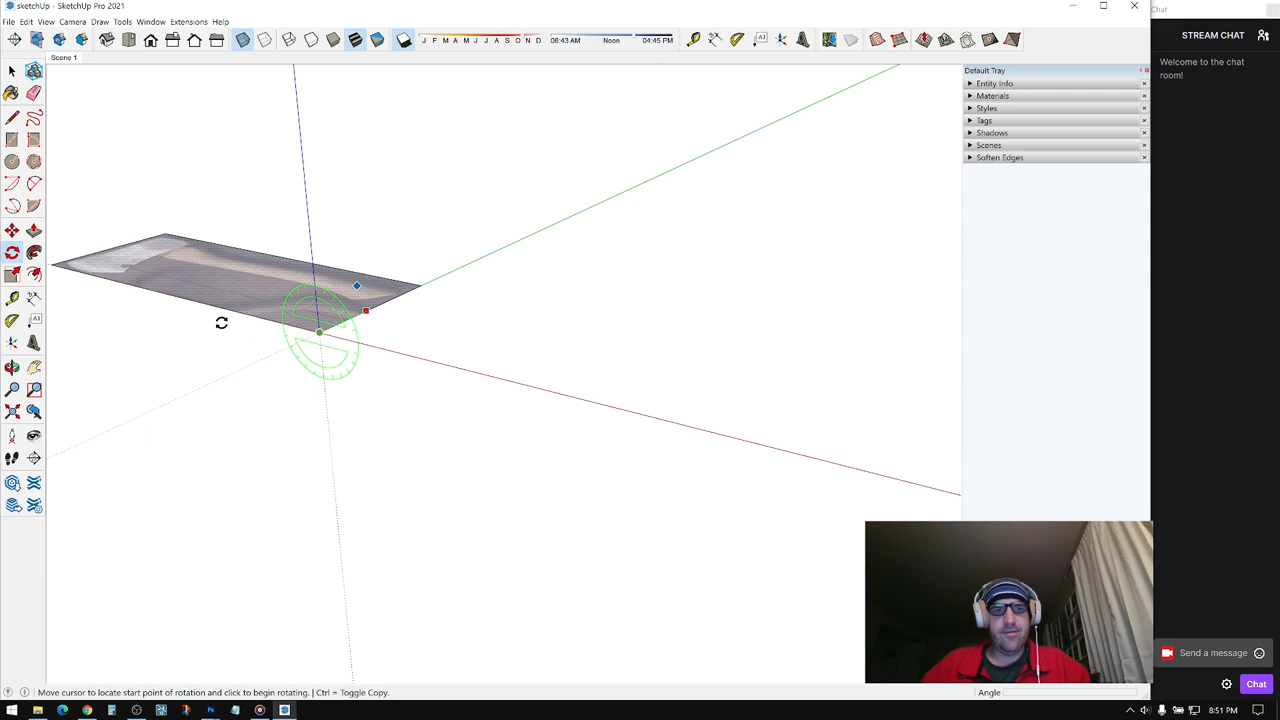 sketchUp - SketchUp Pro 2021
File Edit View Camera Draw Tools Window Extensions Help
J F M A M J J A S O N D
06:43 AM Noon 04:45 PM
Scene 1
Default Tray
Entity Info
Materials
Styles
Tags
Shadows
Scenes
Soften Edges
Move cursor to locate start point of rotation and click to begin rotating. | Ctrl = Toggle Copy.
Angle
Chat
STREAM CHAT
Welcome to the chat
room!
Send a message
Chat
8:51 PM